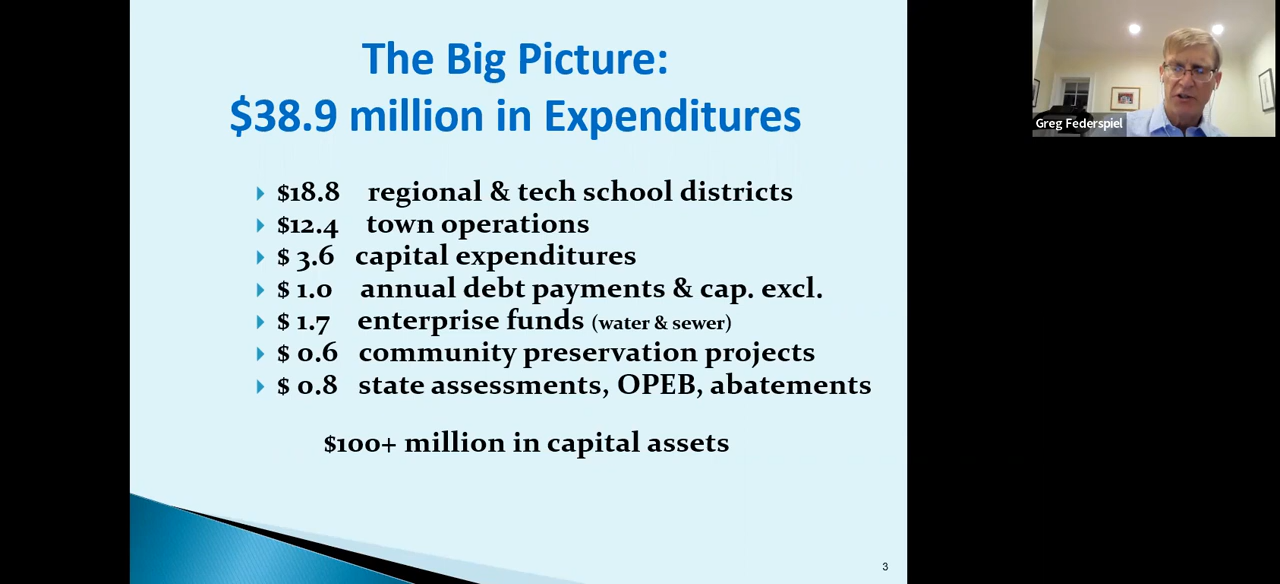 The Big Picture:
$38.9 million in Expenditures
$18.8 regional & tech school districts
$12.4 town operations
$ 3.6 capital expenditures
$ 1.0 annual debt payments & cap. excl.
$ 1.7 enterprise funds (water & sewer)
$ 0.6 community preservation projects
$ 0.8 state assessments, OPEB, abatements
$100+ million in capital assets
3
Greg Federspiel